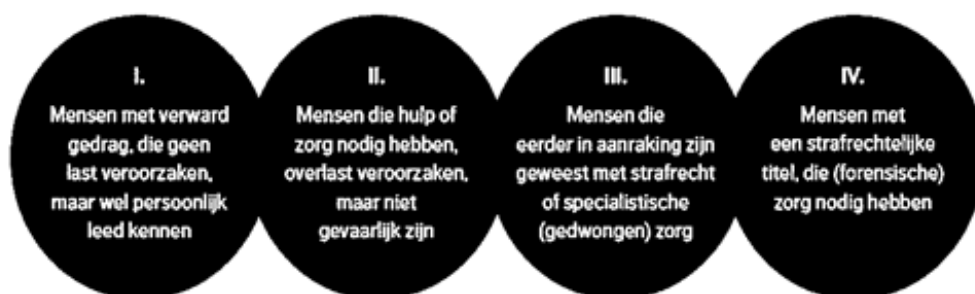 I.
Mensen met verward
gedrag, die geen
last veroorzaken,
maar wel persoonlijk
leed kennen
II.
Mensen die hulp of
zorg nodig hebben,
overlast veroorzaken,
maar niet
gevaarlijk zijn
III.
Mensen die
eerder in aanraking zijn
geweest met strafrecht
of specialistische
(gedwongen) zorg
IV.
Mensen met
een strafrechtelijke
titel, die (forensische)
zorg nodig hebben